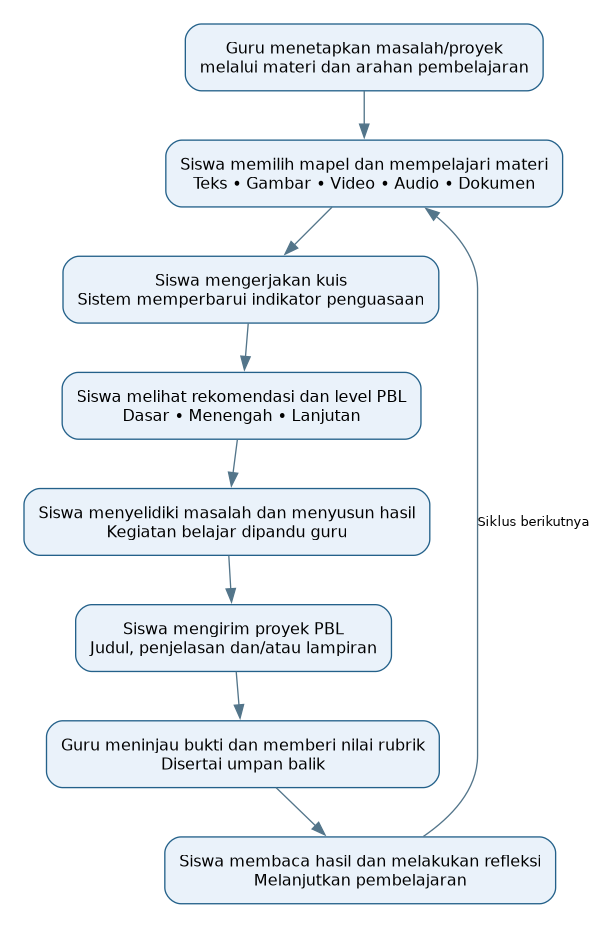 Guru menetapkan masalah/proyek
melalui materi dan arahan pembelajaran
Siswa memilih mapel dan mempelajari materi
Teks • Gambar • Video • Audio • Dokumen
Siswa mengerjakan kuis
Sistem memperbarui indikator penguasaan
Siswa melihat rekomendasi dan level PBL
Dasar • Menengah • Lanjutan
Siswa menyelidiki masalah dan menyusun hasil
Kegiatan belajar dipandu guru
Siklus berikutnya
Siswa mengirim proyek PBL
Judul, penjelasan dan/atau lampiran
Guru meninjau bukti dan memberi nilai rubrik
Disertai umpan balik
Siswa membaca hasil dan melakukan refleksi
Melanjutkan pembelajaran